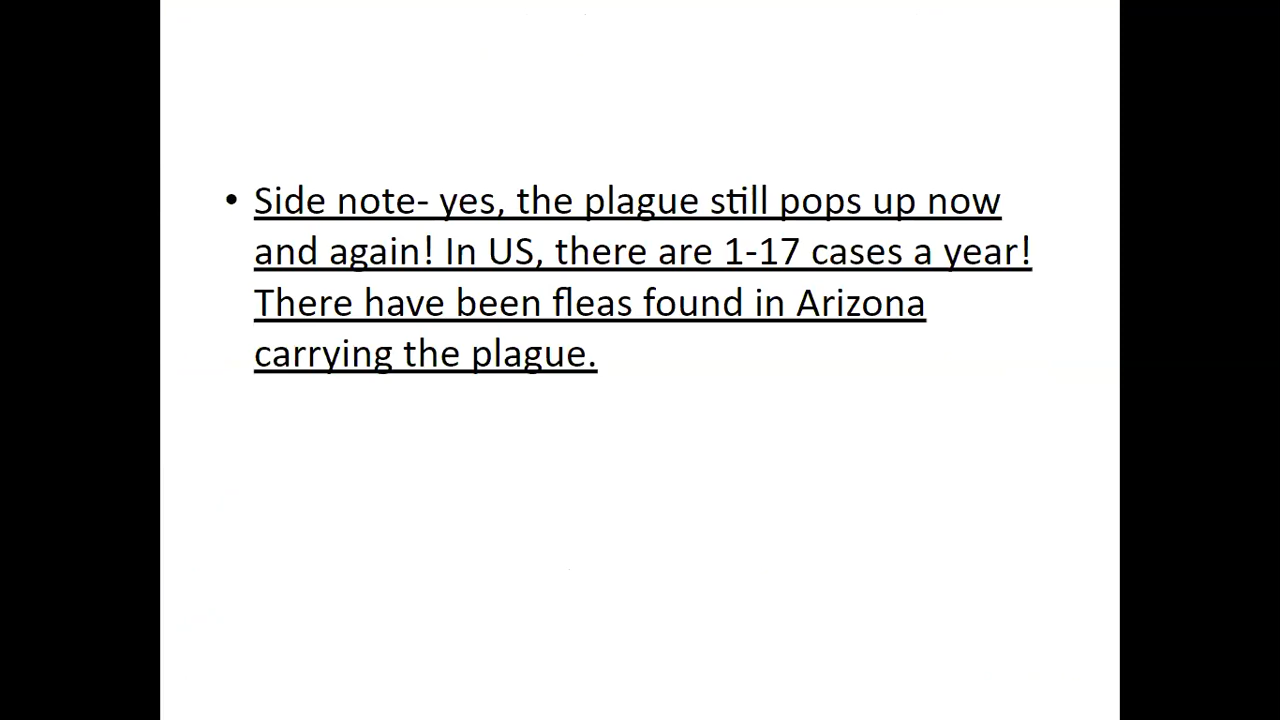 • Side note- yes, the plague still pops up now
and again! In US, there are 1-17 cases a year!
There have been fleas found in Arizona
carrying the plague.